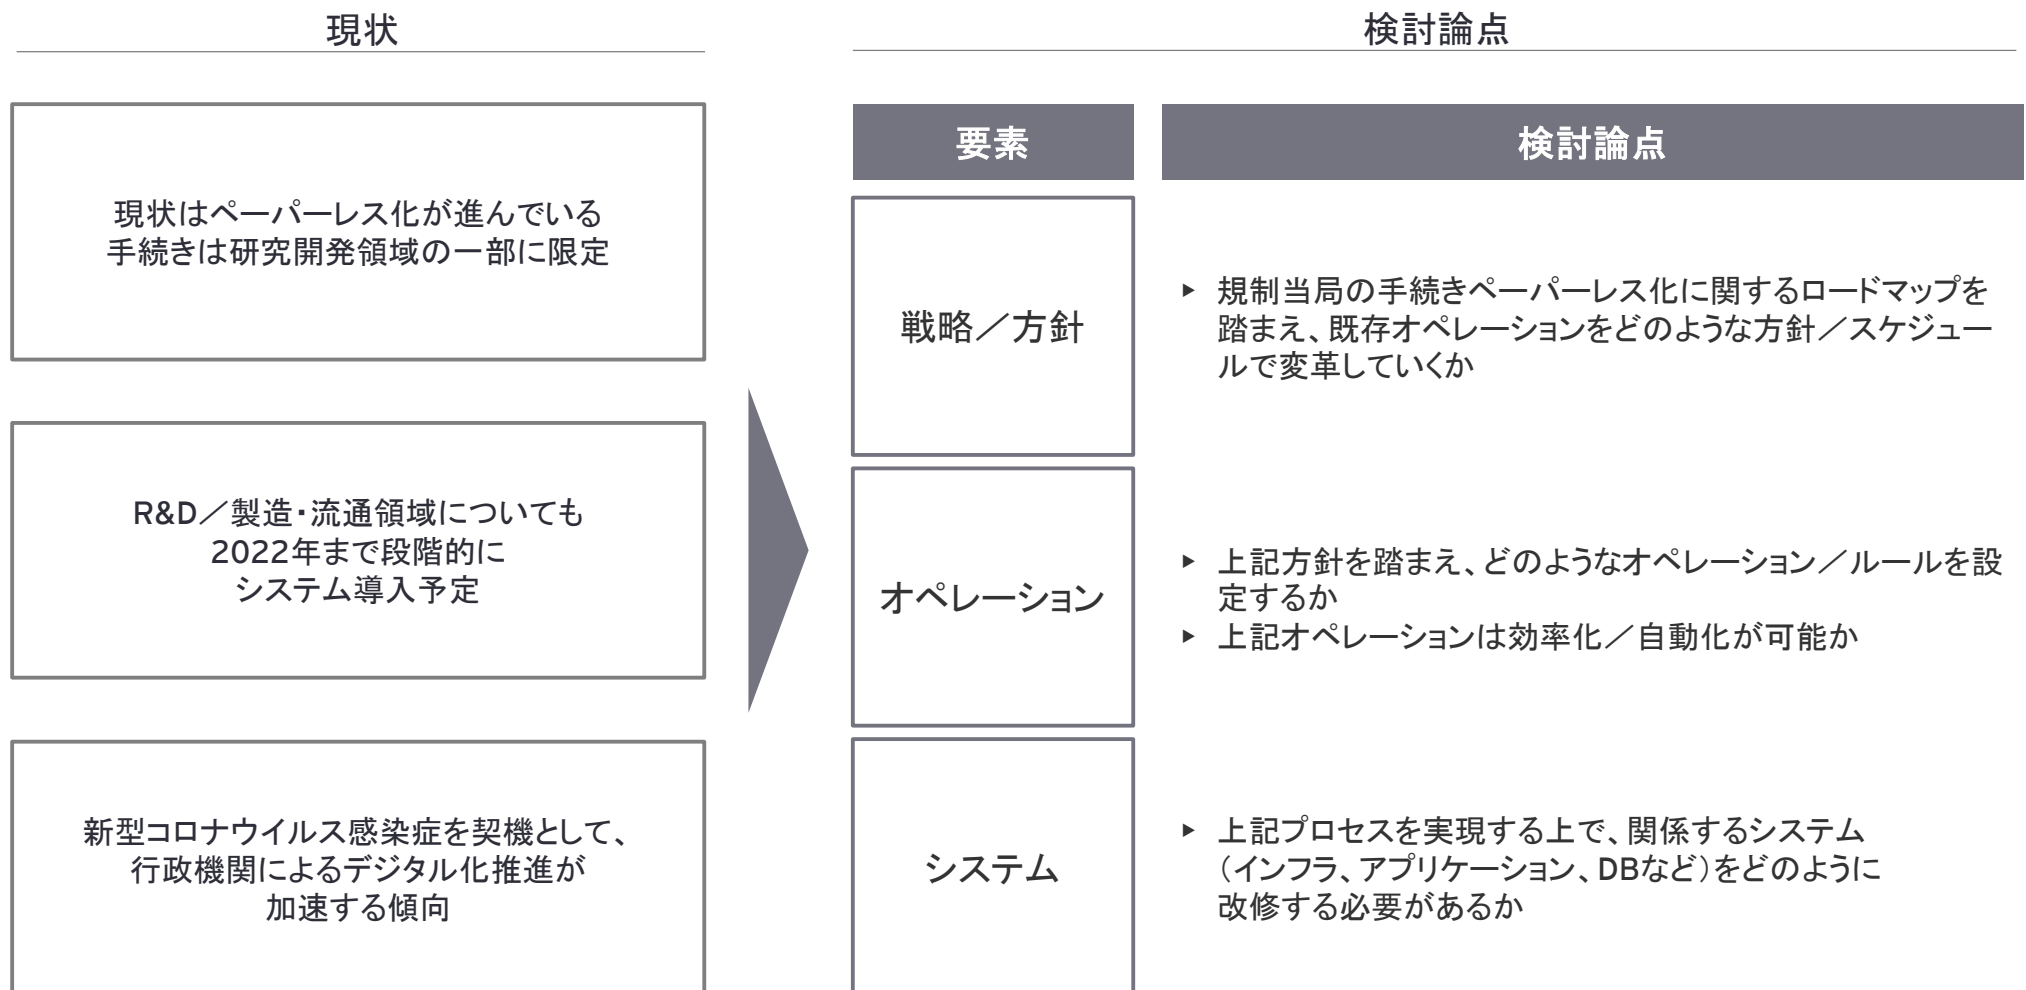 現状
現状はペーパーレス化が進んでいる
手続きは研究開発領域の一部に限定
R&D／製造・流通領域についても
2022年まで段階的に
システム導入予定
新型コロナウイルス感染症を契機として、
行政機関によるデジタル化推進が
加速する傾向
検討論点
要素
検討論点
戦略／方針
▶ 規制当局の手続きペーパーレス化に関するロードマップを
踏まえ、既存オペレーションをどのような方針／スケジュー
ルで変革していくか
オペレーション
▶ 上記方針を踏まえ、どのようなオペレーション／ルールを設
定するか
▶ 上記オペレーションは効率化／自動化が可能か
システム
▶ 上記プロセスを実現する上で、関係するシステム
（インフラ、アプリケーション、DBなど）をどのように
改修する必要があるか